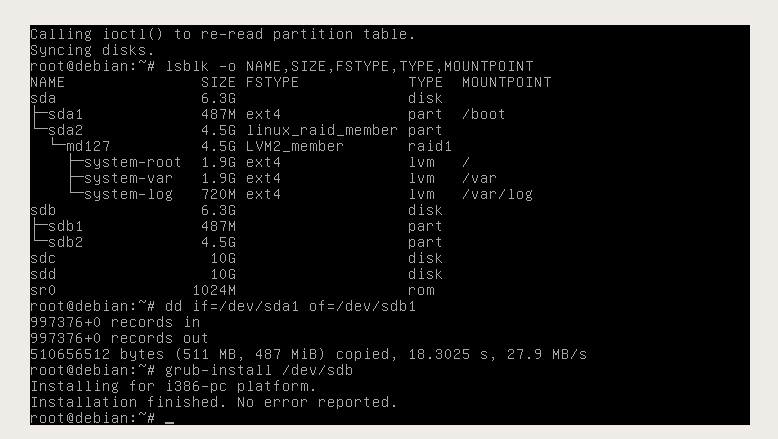 Calling ioctl() to re-read partition table.
Syncing disks.
root@debian:~# lsblk -o NAME,SIZE,FSTYPE,TYPE,MOUNTPOINT
NAME                SIZE FSTYPE            TYPE  MOUNTPOINT
sda                 6.3G                   disk
├─sda1              487M ext4              part  /boot
└─sda2              4.5G linux_raid_member part
  └─md127           4.5G LVM2_member       raid1
    ├─system-root   1.9G ext4              lvm   /
    ├─system-var    1.9G ext4              lvm   /var
    └─system-log    720M ext4              lvm   /var/log
sdb                 6.3G                   disk
├─sdb1              487M                   part
└─sdb2              4.5G                   part
sdc                  10G                   disk
sdd                  10G                   disk
sr0                1024M                   rom
root@debian:~# dd if=/dev/sda1 of=/dev/sdb1
997376+0 records in
997376+0 records out
510656512 bytes (511 MB, 487 MiB) copied, 18.3025 s, 27.9 MB/s
root@debian:~# grub-install /dev/sdb
Installing for i386-pc platform.
Installation finished. No error reported.
root@debian:~# _